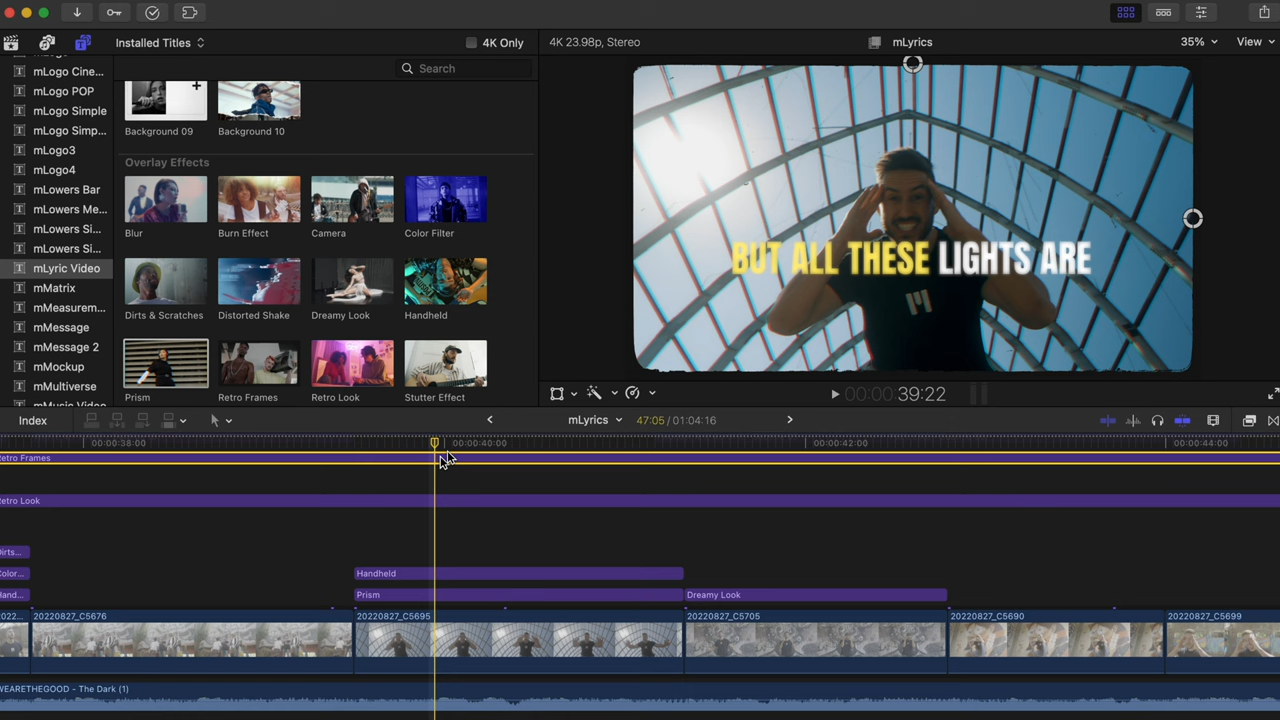 Installed Titles
4K Only
4K 23.98p, Stereo
mLyrics
35%
View
Search
mLogo Cine...
mLogo POP
mLogo Simple
mLogo Simp...
mLogo3
mLogo4
mLowers Bar
mLowers Me...
mLowers Si...
mLowers Si...
mLyric Video
mMatrix
mMeasurem...
mMessage
mMessage 2
mMockup
mMultiverse
Background 09
Background 10
Overlay Effects
Blur
Burn Effect
Camera
Color Filter
Dirts & Scratches
Distorted Shake
Dreamy Look
Handheld
Prism
Retro Frames
Retro Look
Stutter Effect
BUT ALL THESE LIGHTS ARE
00:00:39:22
Index
mLyrics
47:05 / 01:04:16
00:00:38:00
00:00:40:00
00:00:42:00
00:00:44:00
Retro Frames
Retro Look
Dirts...
Color...
Handheld
Hand...
Prism
Dreamy Look
2022...
20220827_C5676
20220827_C5695
20220827_C5705
20220827_C5690
20220827_C5699
WEARETHEGOOD - The Dark (1)